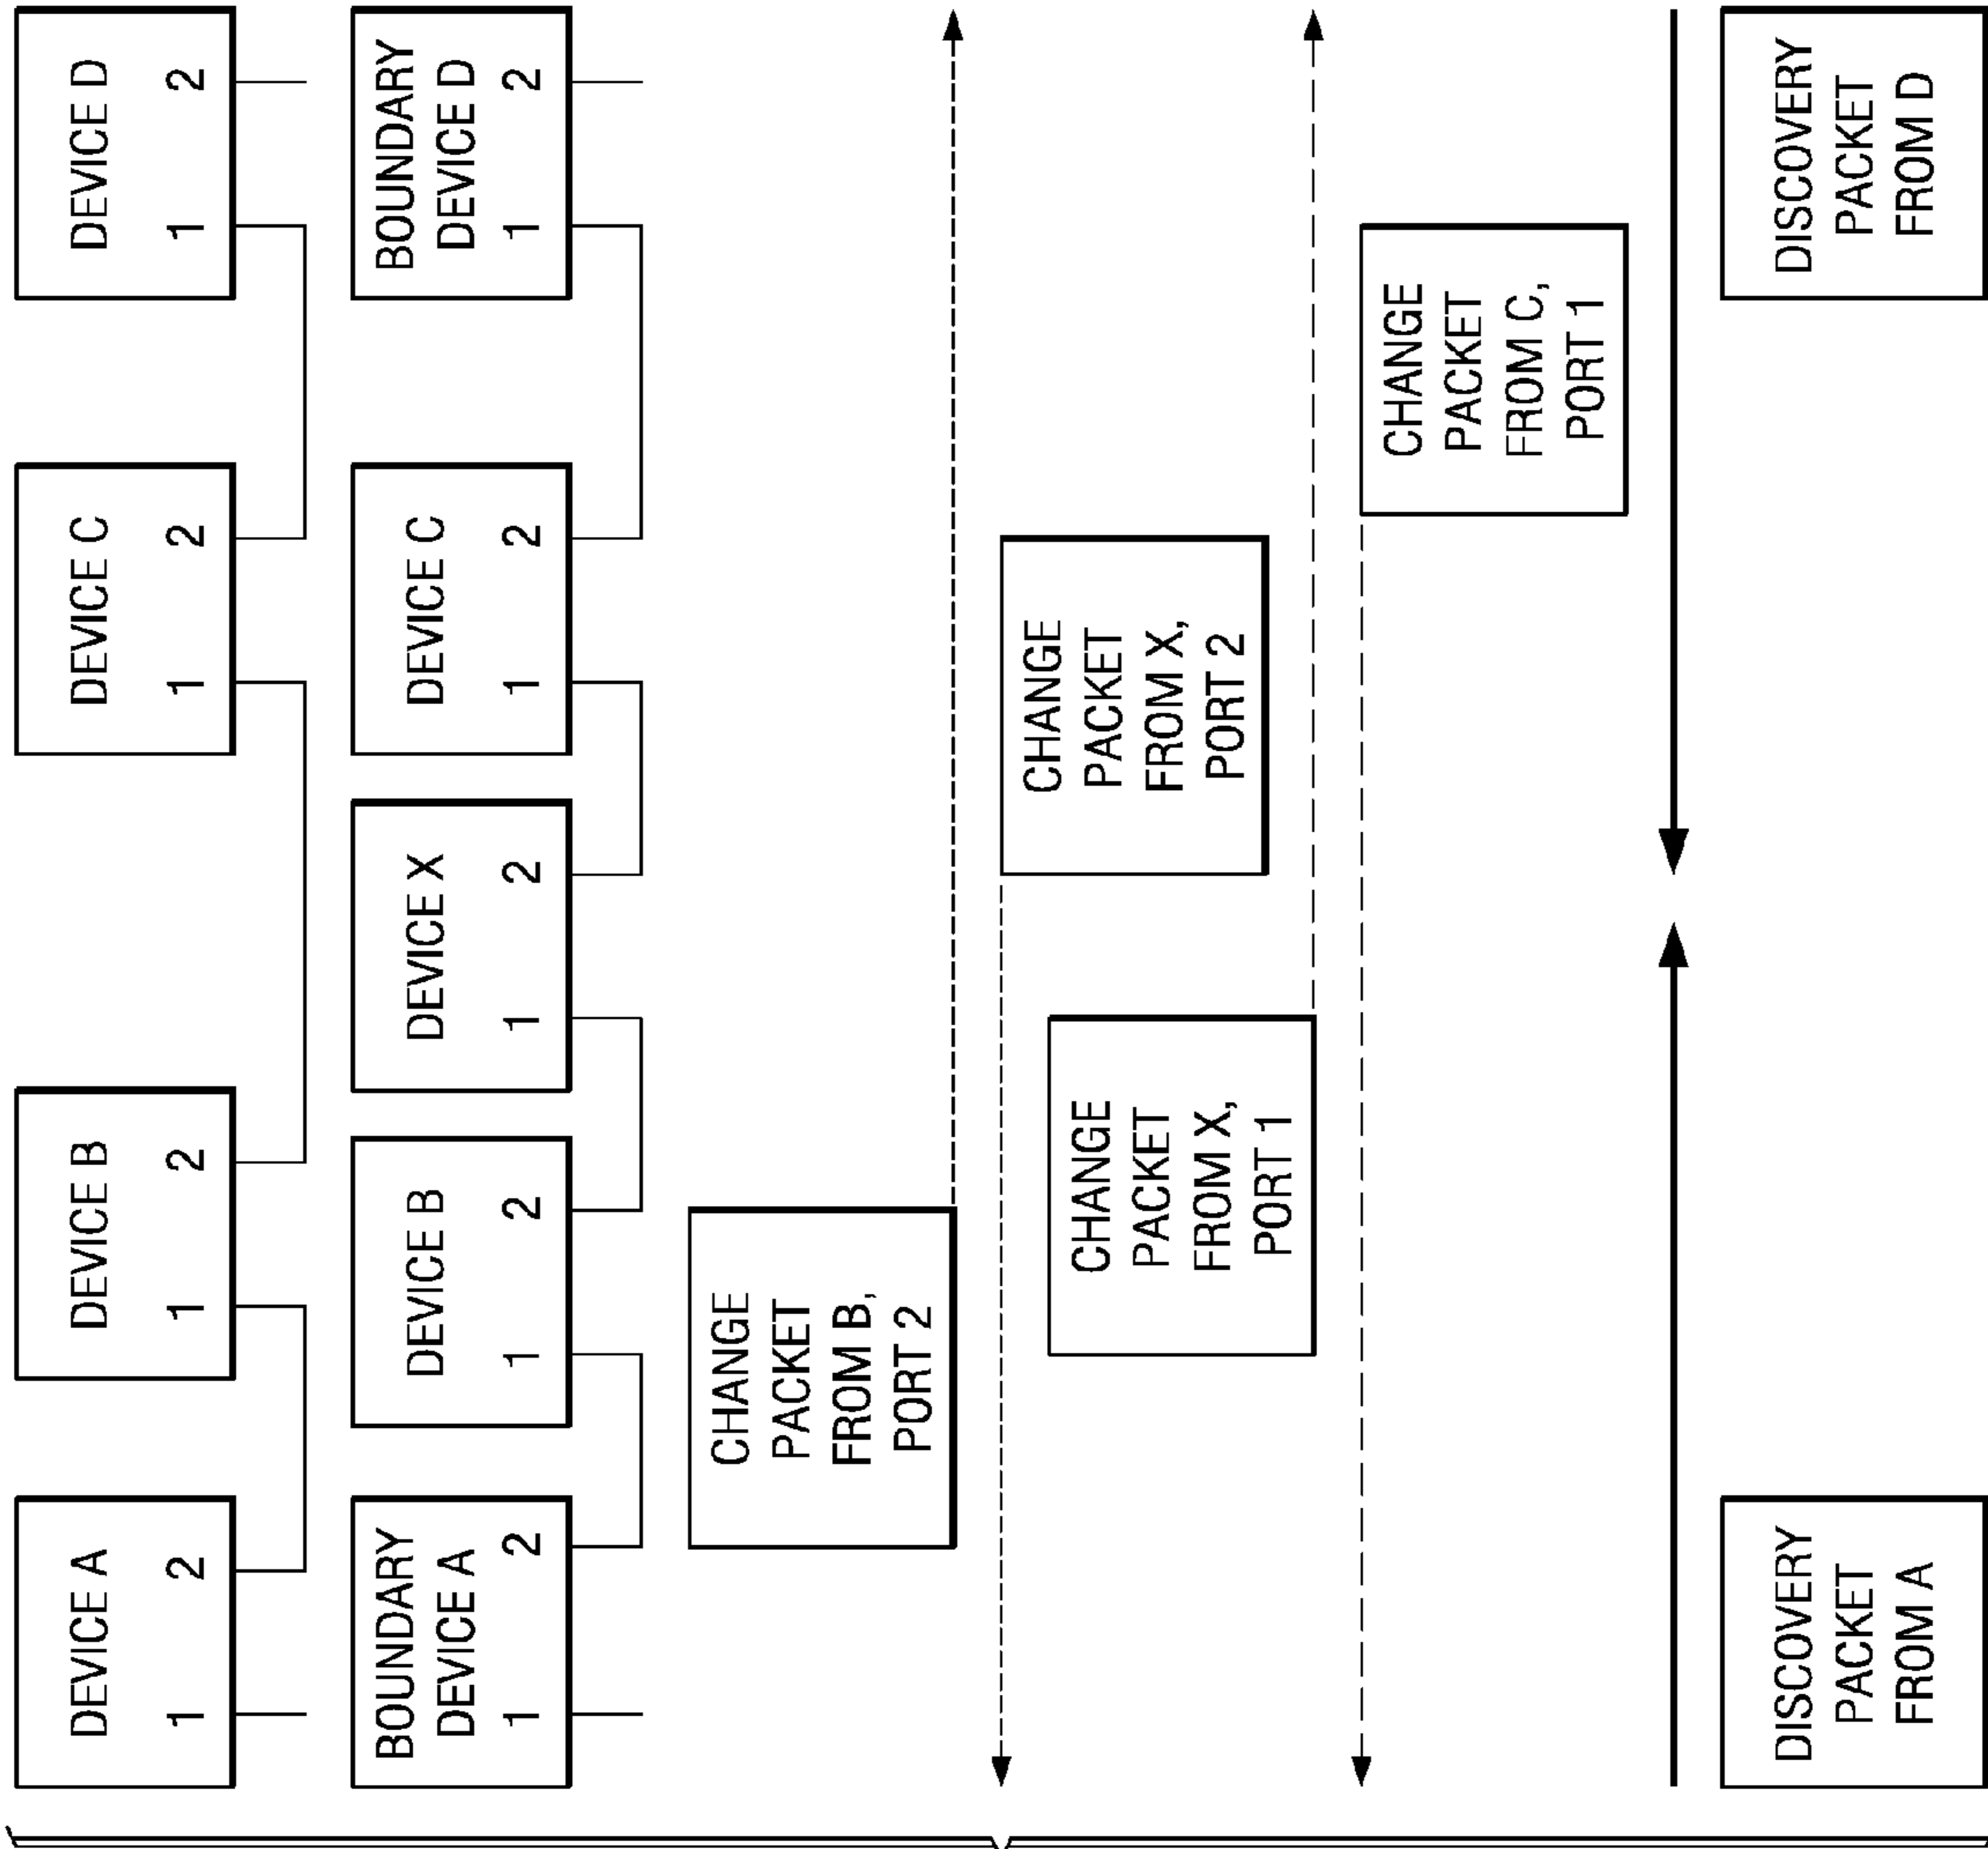 DEVICE A
1 2
DEVICE B
1 2
DEVICE C
1 2
DEVICE D
1 2
BOUNDARY
DEVICE A
1 2
DEVICE B
1 2
DEVICE X
1 2
DEVICE C
1 2
BOUNDARY
DEVICE D
1 2
CHANGE
PACKET
FROM B,
PORT 2
CHANGE
PACKET
FROM X,
PORT 2
CHANGE
PACKET
FROM X,
PORT 1
CHANGE
PACKET
FROM C,
PORT 1
DISCOVERY
PACKET
FROM A
DISCOVERY
PACKET
FROM D